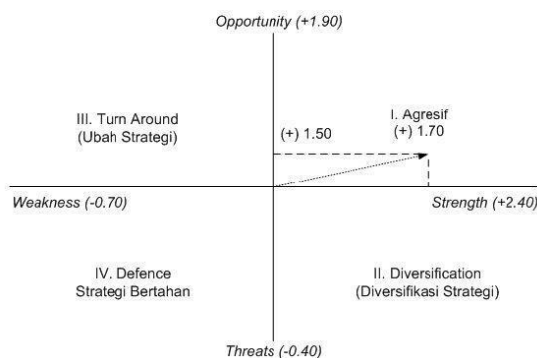 Opportunity (+1.90)
III. Turn Around
(Ubah Strategi)
I. Agresif
(+) 1.50
(+) 1.70
Weakness (-0.70)
Strength (+2.40)
IV. Defence
Strategi Bertahan
II. Diversification
(Diversifikasi Strategi)
Threats (-0.40)